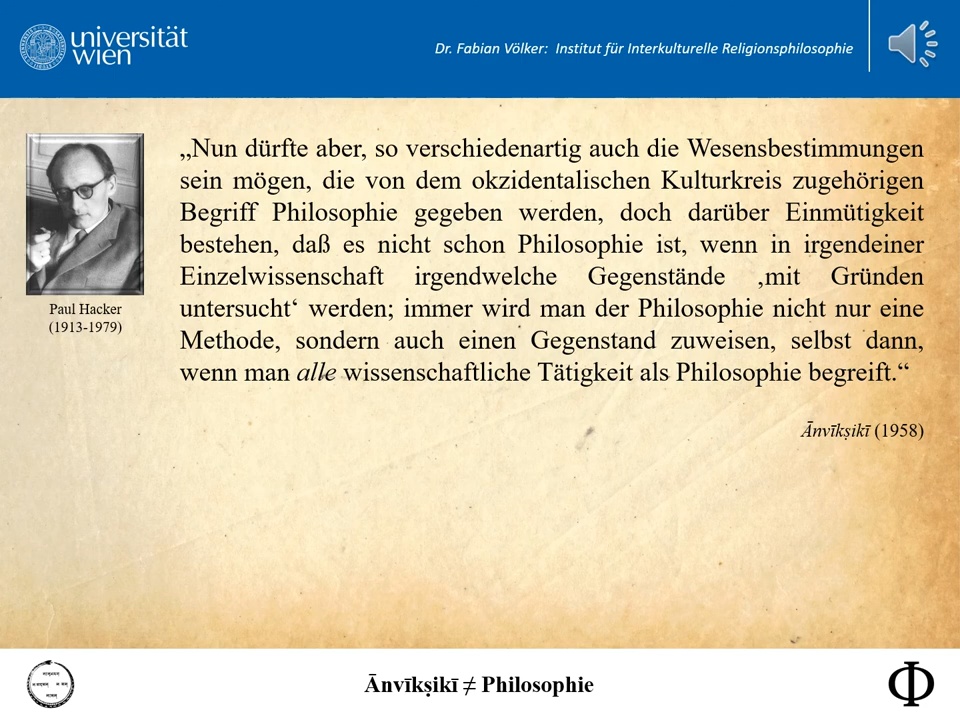 universität
wien
Dr. Fabian Völker: Institut für Interkulturelle Religionsphilosophie
„Nun dürfte aber, so verschiedenartig auch die Wesensbestimmungen
sein mögen, die von dem okzidentalischen Kulturkreis zugehörigen
Begriff Philosophie gegeben werden, doch darüber Einmütigkeit
bestehen, daß es nicht schon Philosophie ist, wenn in irgendeiner
Einzelwissenschaft irgendwelche Gegenstände ‚mit Gründen
untersucht‘ werden; immer wird man der Philosophie nicht nur eine
Methode, sondern auch einen Gegenstand zuweisen, selbst dann,
wenn man alle wissenschaftliche Tätigkeit als Philosophie begreift.“
Paul Hacker
(1913-1979)
Ānvīkṣikī (1958)
Ānvīkṣikī ≠ Philosophie
Φ